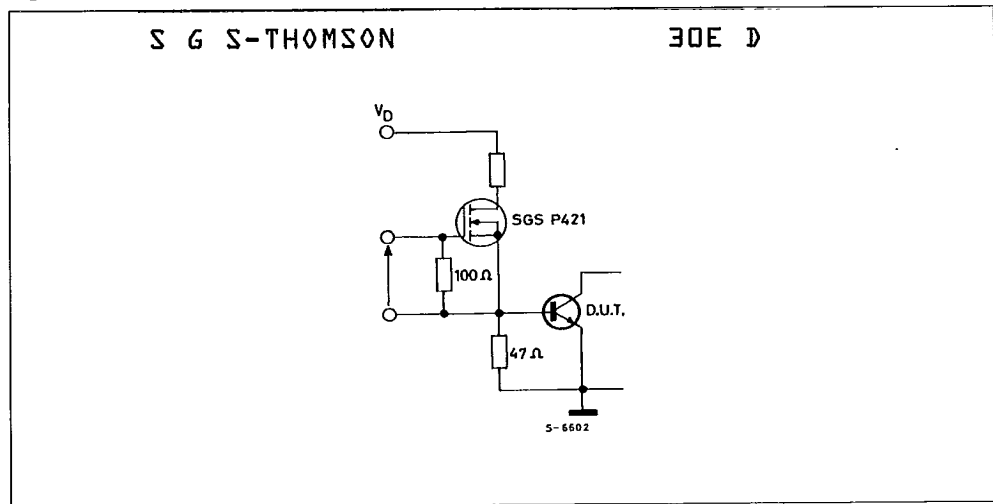 S G S-THOMSON 30E D
V_D
SGS P421
100Ω
D.U.T.
47Ω
S-6602